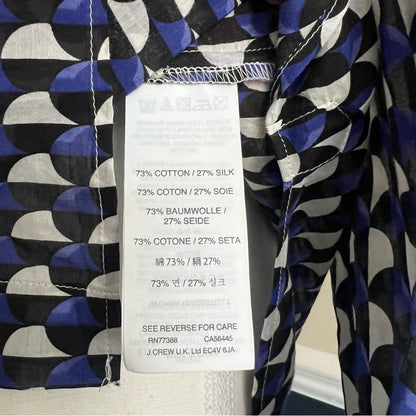 73% COTTON / 27% SILK
73% COTON / 27% SOIE
73% BAUMWOLLE /
27% SEIDE
73% COTONE / 27% SETA
綿 73% / 絹 27%
73% 면 / 27% 실크
SEE REVERSE FOR CARE
RN77388 CA56445
J.CREW U.K. Ltd EC4V 6JA